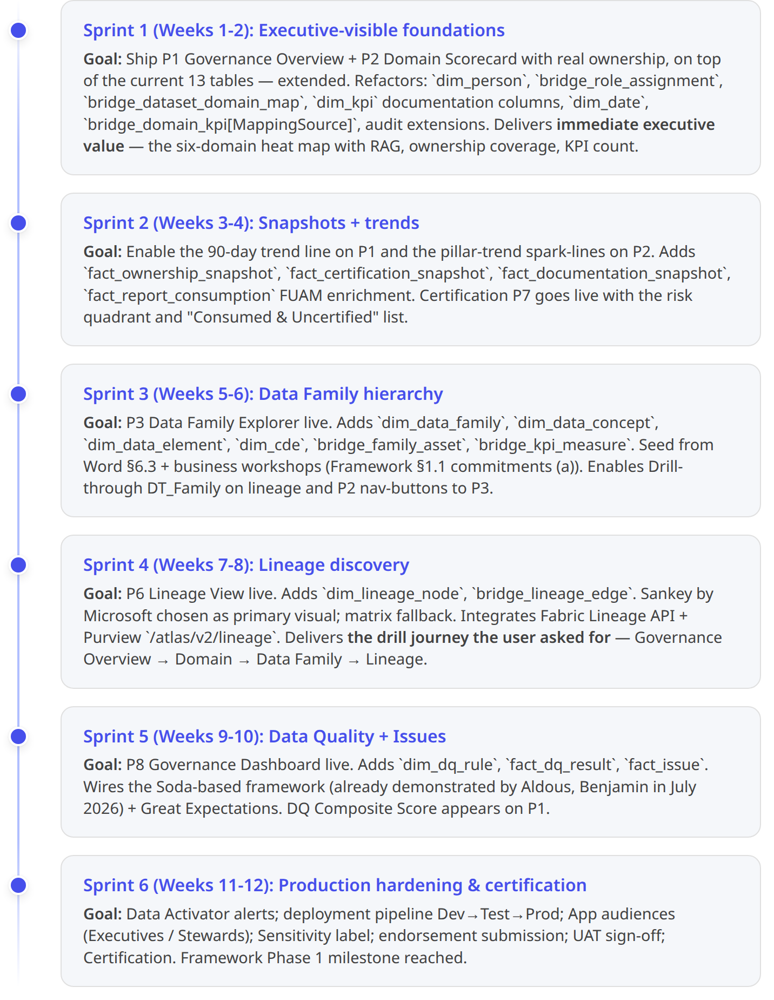 Sprint 1 (Weeks 1-2): Executive-visible foundations
Goal: Ship P1 Governance Overview + P2 Domain Scorecard with real ownership, on top
of the current 13 tables — extended. Refactors: `dim_person`, `bridge_role_assignment`,
`bridge_dataset_domain_map`, `dim_kpi` documentation columns, `dim_date`,
`bridge_domain_kpi[MappingSource]`, audit extensions. Delivers immediate executive
value — the six-domain heat map with RAG, ownership coverage, KPI count.
Sprint 2 (Weeks 3-4): Snapshots + trends
Goal: Enable the 90-day trend line on P1 and the pillar-trend spark-lines on P2. Adds
`fact_ownership_snapshot`, `fact_certification_snapshot`, `fact_documentation_snapshot`,
`fact_report_consumption` FUAM enrichment. Certification P7 goes live with the risk
quadrant and "Consumed & Uncertified" list.
Sprint 3 (Weeks 5-6): Data Family hierarchy
Goal: P3 Data Family Explorer live. Adds `dim_data_family`, `dim_data_concept`,
`dim_data_element`, `dim_cde`, `bridge_family_asset`, `bridge_kpi_measure`. Seed from
Word §6.3 + business workshops (Framework §1.1 commitments (a)). Enables Drill-
through DT_Family on lineage and P2 nav-buttons to P3.
Sprint 4 (Weeks 7-8): Lineage discovery
Goal: P6 Lineage View live. Adds `dim_lineage_node`, `bridge_lineage_edge`. Sankey by
Microsoft chosen as primary visual; matrix fallback. Integrates Fabric Lineage API +
Purview `/atlas/v2/lineage`. Delivers the drill journey the user asked for — Governance
Overview → Domain → Data Family → Lineage.
Sprint 5 (Weeks 9-10): Data Quality + Issues
Goal: P8 Governance Dashboard live. Adds `dim_dq_rule`, `fact_dq_result`, `fact_issue`.
Wires the Soda-based framework (already demonstrated by Aldous, Benjamin in July
2026) + Great Expectations. DQ Composite Score appears on P1.
Sprint 6 (Weeks 11-12): Production hardening & certification
Goal: Data Activator alerts; deployment pipeline Dev→Test→Prod; App audiences
(Executives / Stewards); Sensitivity label; endorsement submission; UAT sign-off;
Certification. Framework Phase 1 milestone reached.